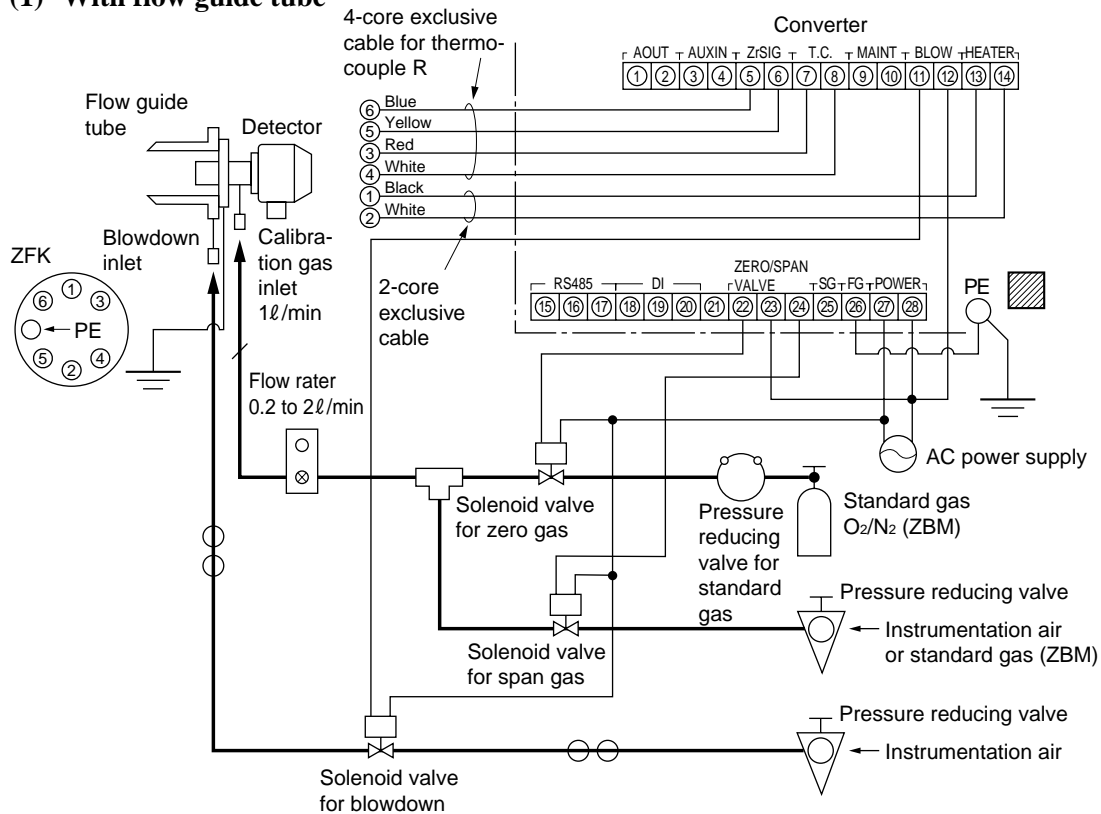 (1) With flow guide tube
4-core exclusive
cable for thermo-
couple R
Converter
AOUT AUXIN ZrSIG T.C. MAINT BLOW HEATER
① ② ③ ④ ⑤ ⑥ ⑦ ⑧ ⑨ ⑩ ⑪ ⑫ ⑬ ⑭
Flow guide
tube
Detector
⑥ Blue
⑤ Yellow
③ Red
④ White
① Black
② White
Blowdown
inlet
Calibra-
tion gas
inlet
1ℓ/min
2-core
exclusive
cable
ZFK
① ③ ④ ② ⑤ ⑥
PE
ZERO/SPAN
RS485 DI VALVE SG FG POWER
⑮ ⑯ ⑰ ⑱ ⑲ ⑳ ㉑ ㉒ ㉓ ㉔ ㉕ ㉖ ㉗ ㉘
PE
Flow rater
0.2 to 2ℓ/min
AC power supply
Solenoid valve
for zero gas
Pressure
reducing
valve for
standard
gas
Standard gas
O2/N2 (ZBM)
Pressure reducing valve
Instrumentation air
or standard gas (ZBM)
Solenoid valve
for span gas
Pressure reducing valve
Instrumentation air
Solenoid valve
for blowdown